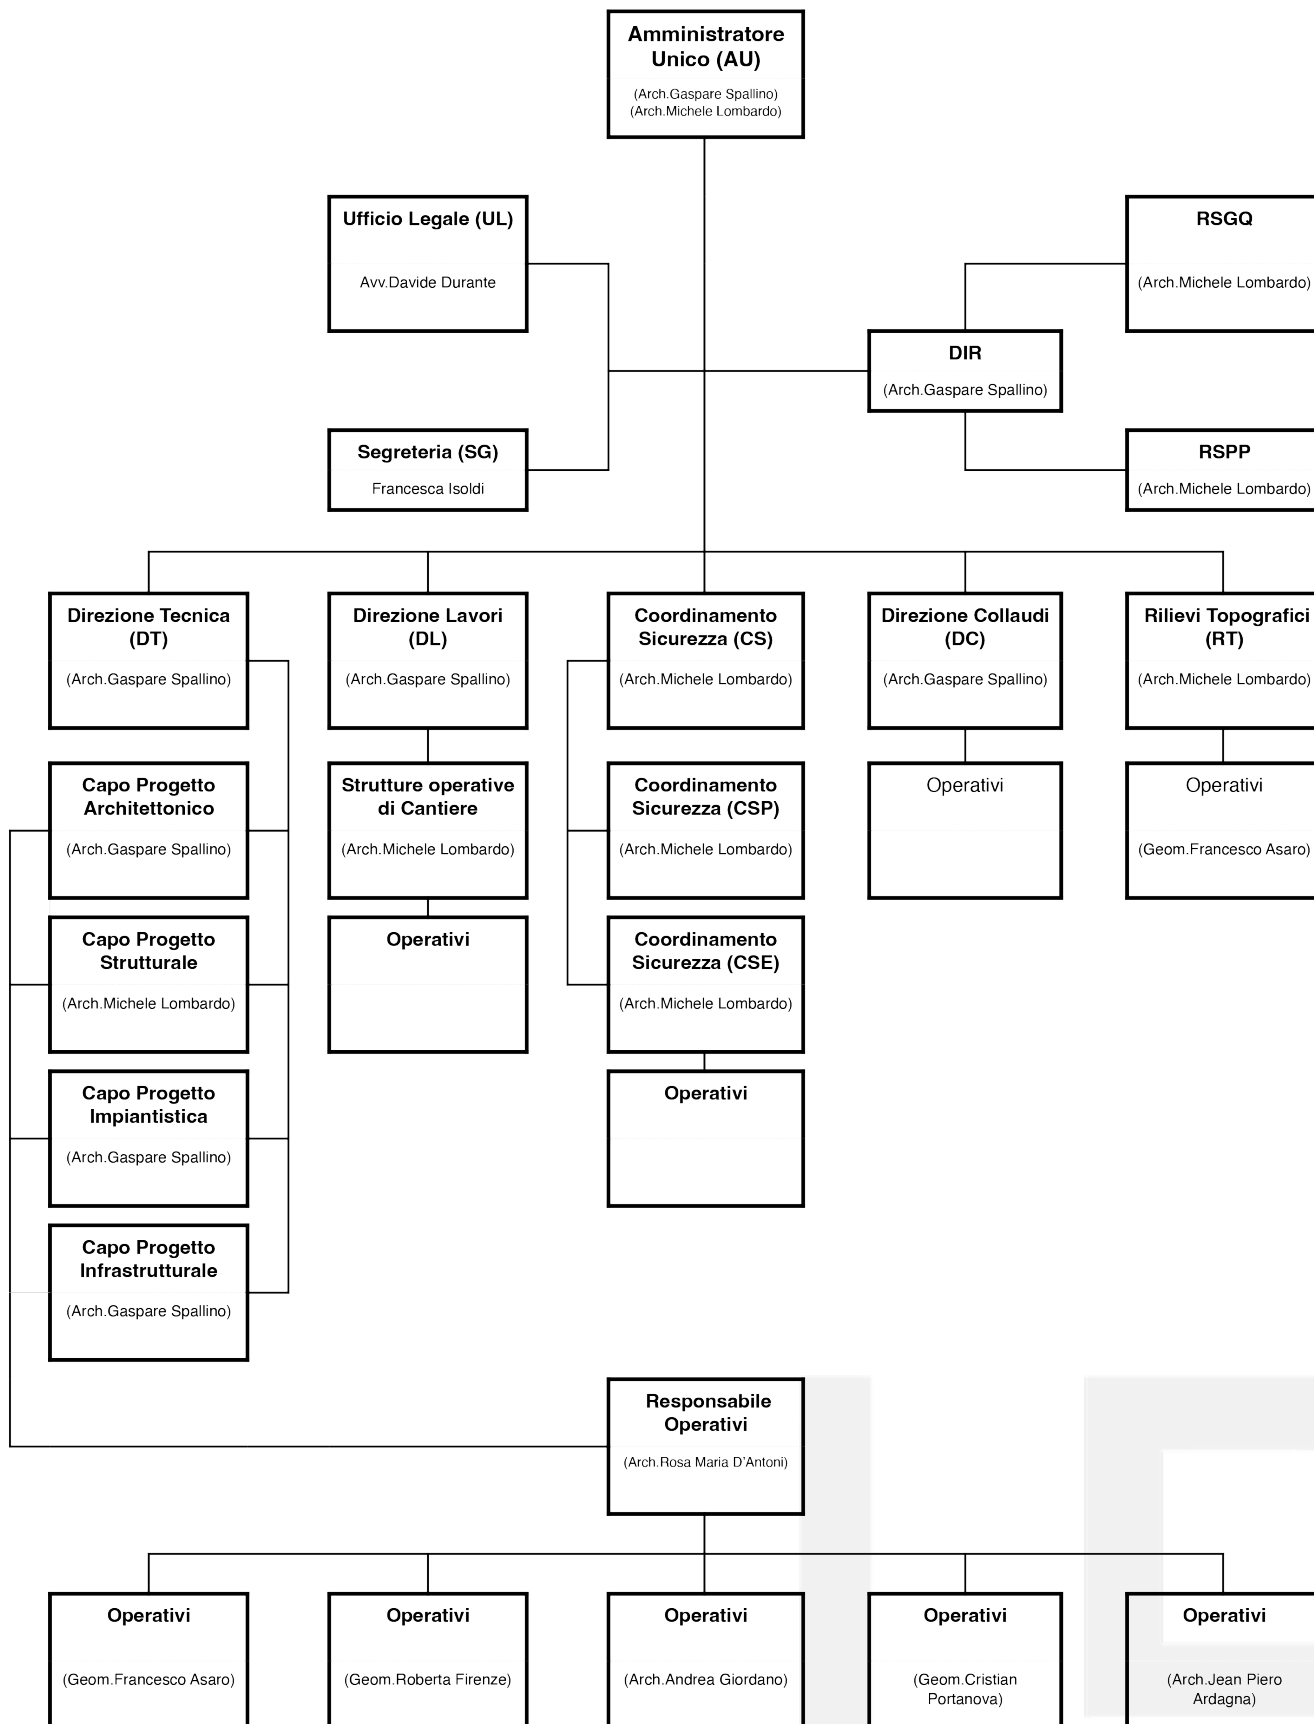 Amministratore
Unico (AU)
(Arch.Gaspare Spallino)
(Arch.Michele Lombardo)
Ufficio Legale (UL)
Avv.Davide Durante
RSGQ
(Arch.Michele Lombardo)
DIR
(Arch.Gaspare Spallino)
Segreteria (SG)
Francesca Isoldi
RSPP
(Arch.Michele Lombardo)
Direzione Tecnica
(DT)
(Arch.Gaspare Spallino)
Direzione Lavori
(DL)
(Arch.Gaspare Spallino)
Coordinamento
Sicurezza (CS)
(Arch.Michele Lombardo)
Direzione Collaudi
(DC)
(Arch.Gaspare Spallino)
Rilievi Topografici
(RT)
(Arch.Michele Lombardo)
Capo Progetto
Architettonico
(Arch.Gaspare Spallino)
Strutture operative
di Cantiere
(Arch.Michele Lombardo)
Coordinamento
Sicurezza (CSP)
(Arch.Michele Lombardo)
Operativi
Operativi
(Geom.Francesco Asaro)
Capo Progetto
Strutturale
(Arch.Michele Lombardo)
Operativi
Coordinamento
Sicurezza (CSE)
(Arch.Michele Lombardo)
Capo Progetto
Impiantistica
(Arch.Gaspare Spallino)
Operativi
Capo Progetto
Infrastrutturale
(Arch.Gaspare Spallino)
Responsabile
Operativi
(Arch.Rosa Maria D'Antoni)
Operativi
(Geom.Francesco Asaro)
Operativi
(Geom.Roberta Firenze)
Operativi
(Arch.Andrea Giordano)
Operativi
(Geom.Cristian
Portanova)
Operativi
(Arch.Jean Piero
Ardagna)